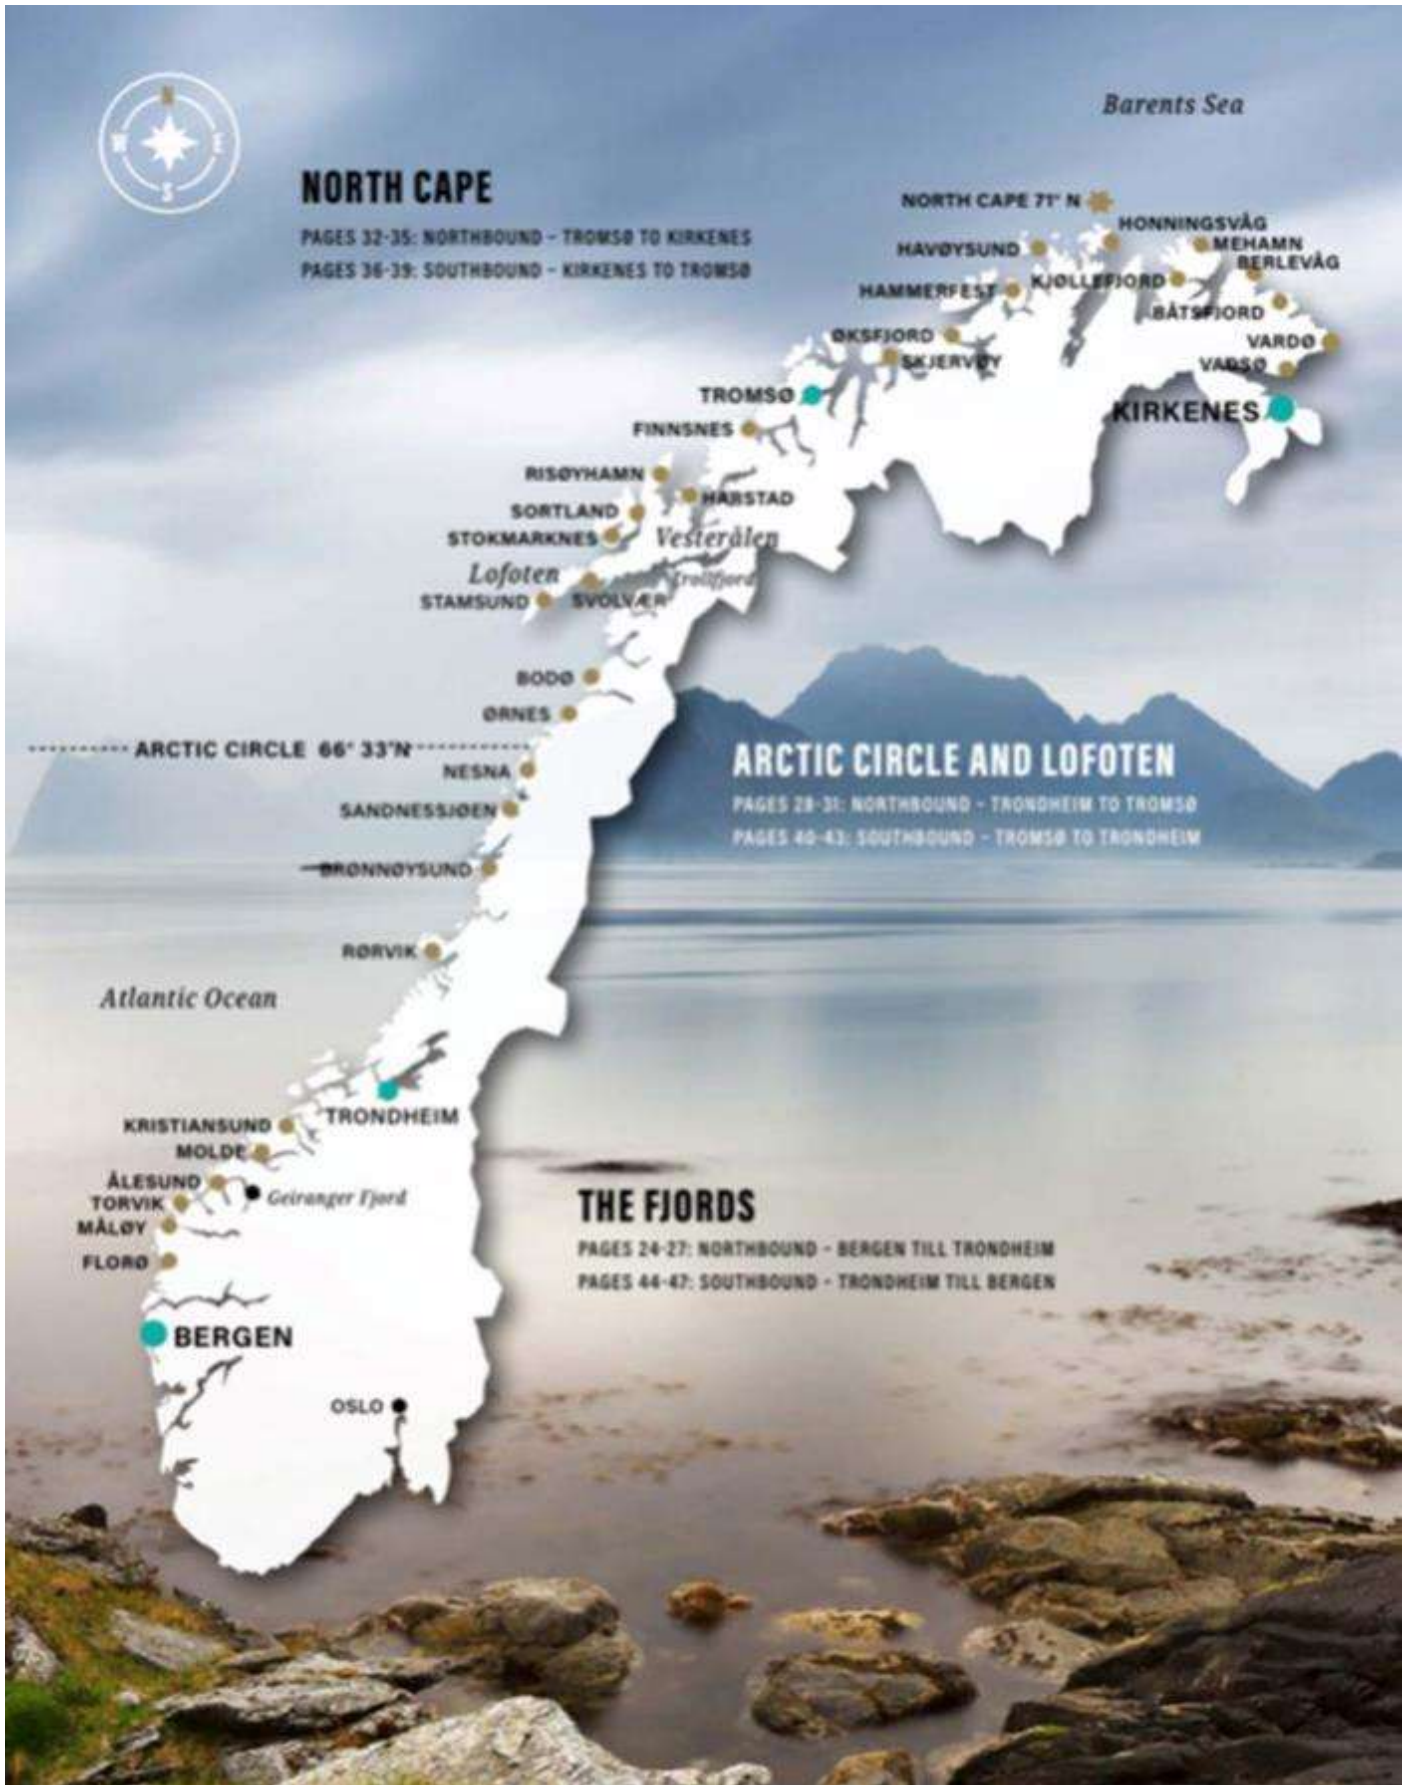 Barents Sea
N
W
E
S
NORTH CAPE
PAGES 32-35: NORTHBOUND - TROMSØ TO KIRKENES
PAGES 36-39: SOUTHBOUND - KIRKENES TO TROMSØ
NORTH CAPE 71° N
HONNINGSVÅG
HAVØYSUND
MEHAMN
BERLEVÅG
HAMMERFEST
KJØLLEFJORD
BÅTSFJORD
ØKSFJORD
VARDØ
SKJERVØY
VADSØ
TROMSØ
KIRKENES
FINNSNES
RISØYHAMN
HARSTAD
SORTLAND
STOKMARKNES
Vesterålen
Lofoten
Trollfjord
STAMSUND
SVOLVÆR
BODØ
ØRNES
ARCTIC CIRCLE 66° 33'N
NESNA
ARCTIC CIRCLE AND LOFOTEN
PAGES 28-31: NORTHBOUND - TRONDHEIM TO TROMSØ
PAGES 40-43: SOUTHBOUND - TROMSØ TO TRONDHEIM
SANDNESSJØEN
BRØNNØYSUND
RØRVIK
Atlantic Ocean
TRONDHEIM
KRISTIANSUND
MOLDE
ÅLESUND
Geiranger Fjord
TORVIK
MÅLØY
FLORØ
THE FJORDS
PAGES 24-27: NORTHBOUND - BERGEN TILL TRONDHEIM
PAGES 44-47: SOUTHBOUND - TRONDHEIM TILL BERGEN
BERGEN
OSLO